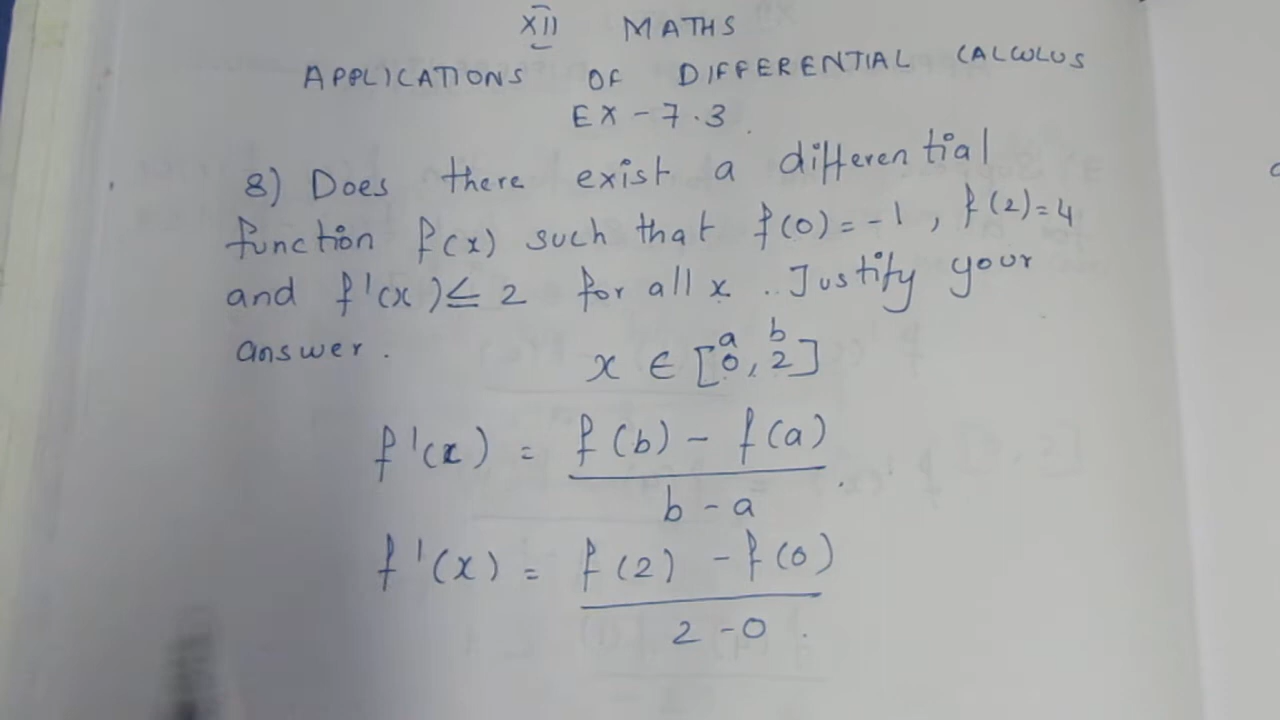 XII MATHS
APPLICATIONS OF DIFFERENTIAL CALCULUS
EX - 7.3
8) Does there exist a differential
function f(x) such that f(0) = -1, f(2) = 4
and f'(x) ≤ 2 for all x. Justify your
answer.
a b
x ∈ [0, 2]
f'(x) = f(b) - f(a)
b - a
f'(x) = f(2) - f(0)
2 - 0